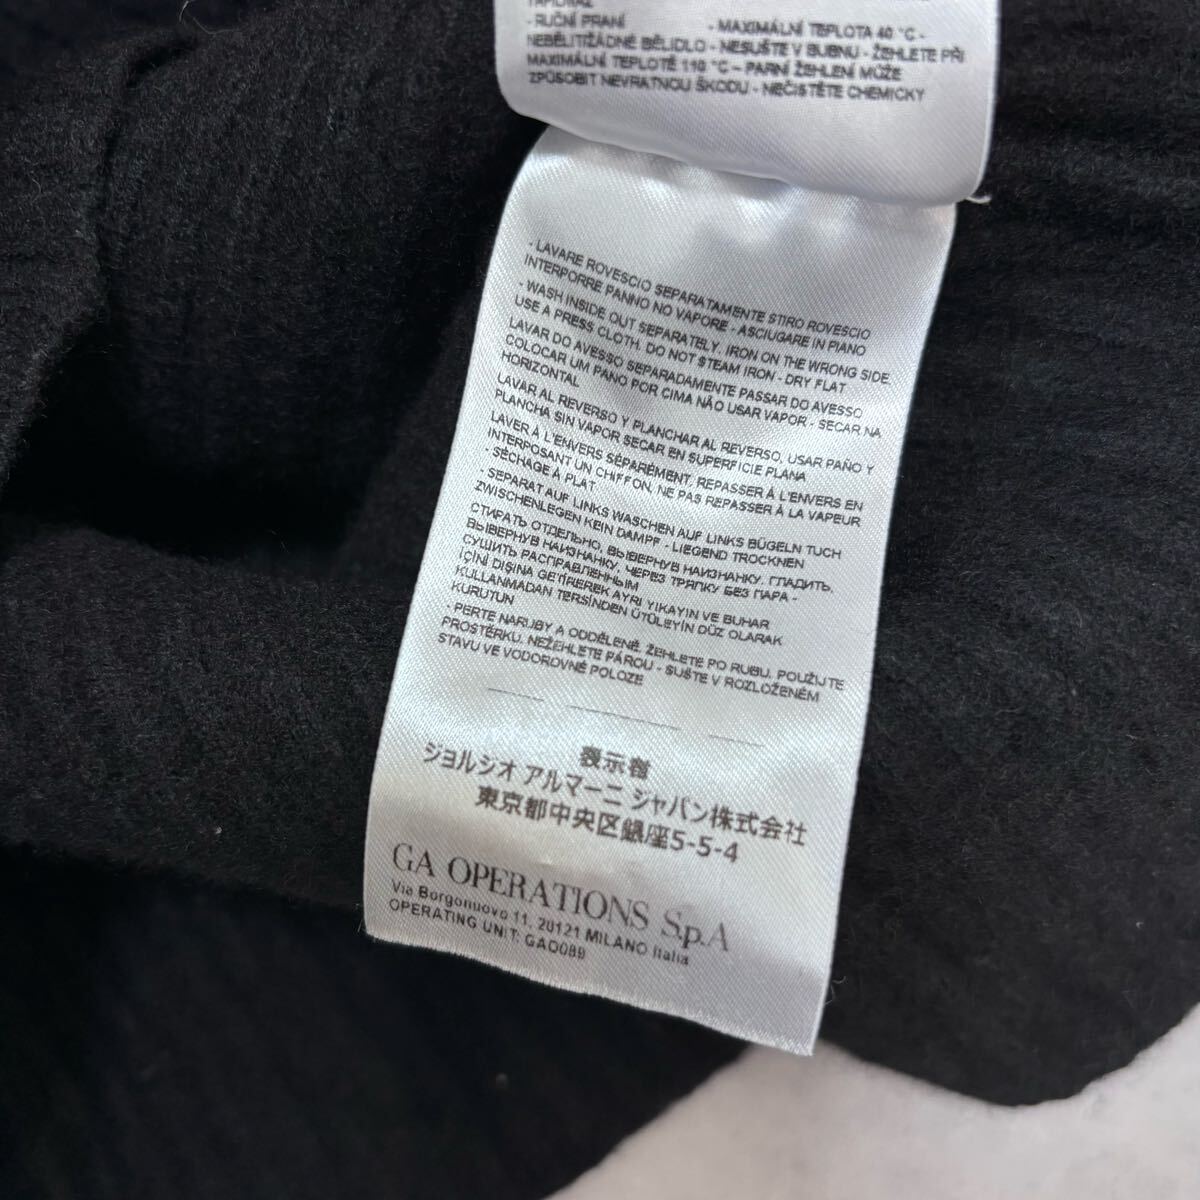 - RUČNÍ PRANÍ - MAXIMÁLNÍ TEPLOTA 40 °C -
NEBĚLITIŽÁDNÉ BĚLIDLO - NESUŠTE V BUBNU - ŽEHLETE PŘI
MAXIMÁLNÍ TEPLOTĚ 110 °C – PARNÍ ŽEHLENÍ MŮŽE
ZPŮSOBIT NEVRATNOU ŠKODU - NEČISTĚTE CHEMICKY
- LAVARE ROVESCIO SEPARATAMENTE STIRO ROVESCIO
INTERPORRE PANNO NO VAPORE - ASCIUGARE IN PIANO
- WASH INSIDE OUT SEPARATELY, IRON ON THE WRONG SIDE,
USE A PRESS CLOTH. DO NOT STEAM IRON - DRY FLAT
LAVAR DO AVESSO SEPARADAMENTE PASSAR DO AVESSO
COLOCAR UM PANO POR CIMA NÃO USAR VAPOR - SECAR NA
HORIZONTAL
LAVAR AL REVERSO Y PLANCHAR AL REVERSO, USAR PAÑO Y
PLANCHA SIN VAPOR SECAR EN SUPERFICIE PLANA
LAVER À L'ENVERS SÉPARÉMENT, REPASSER À L'ENVERS EN
INTERPOSANT UN CHIFFON, NE PAS REPASSER À LA VAPEUR
- SÉCHAGE À PLAT
- SEPARAT AUF LINKS WASCHEN AUF LINKS BÜGELN TUCH
ZWISCHENLEGEN KEIN DAMPF - LIEGEND TROCKNEN
СТИРАТЬ ОТДЕЛЬНО, ВЫВЕРНУВ НАИЗНАНКУ. ГЛАДИТЬ,
ВЫВЕРНУВ НАИЗНАНКУ, ЧЕРЕЗ ТРЯПКУ БЕЗ ПАРА -
СУШИТЬ РАСПРАВЛЕННЫМ
İÇİNİ DIŞINA GETİREREK AYRI YIKAYIN VE BUHAR
KULLANMADAN TERSİNDEN ÜTÜLEYİN DÜZ OLARAK
KURUTUN
- PERTE NARUBY A ODDĚLENĚ. ŽEHLETE PO RUBU. POUŽIJTE
PROSTĚRKU. NEŽEHLETE PÁROU - SUŠTE V ROZLOŽENÉM
STAVU VE VODOROVNÉ POLOZE
表示者
ジョルジオ アルマーニ ジャパン株式会社
東京都中央区銀座5-5-4
GA OPERATIONS S.p.A
Via Borgonuovo 11, 20121 MILANO Italia
OPERATING UNIT: GAO089